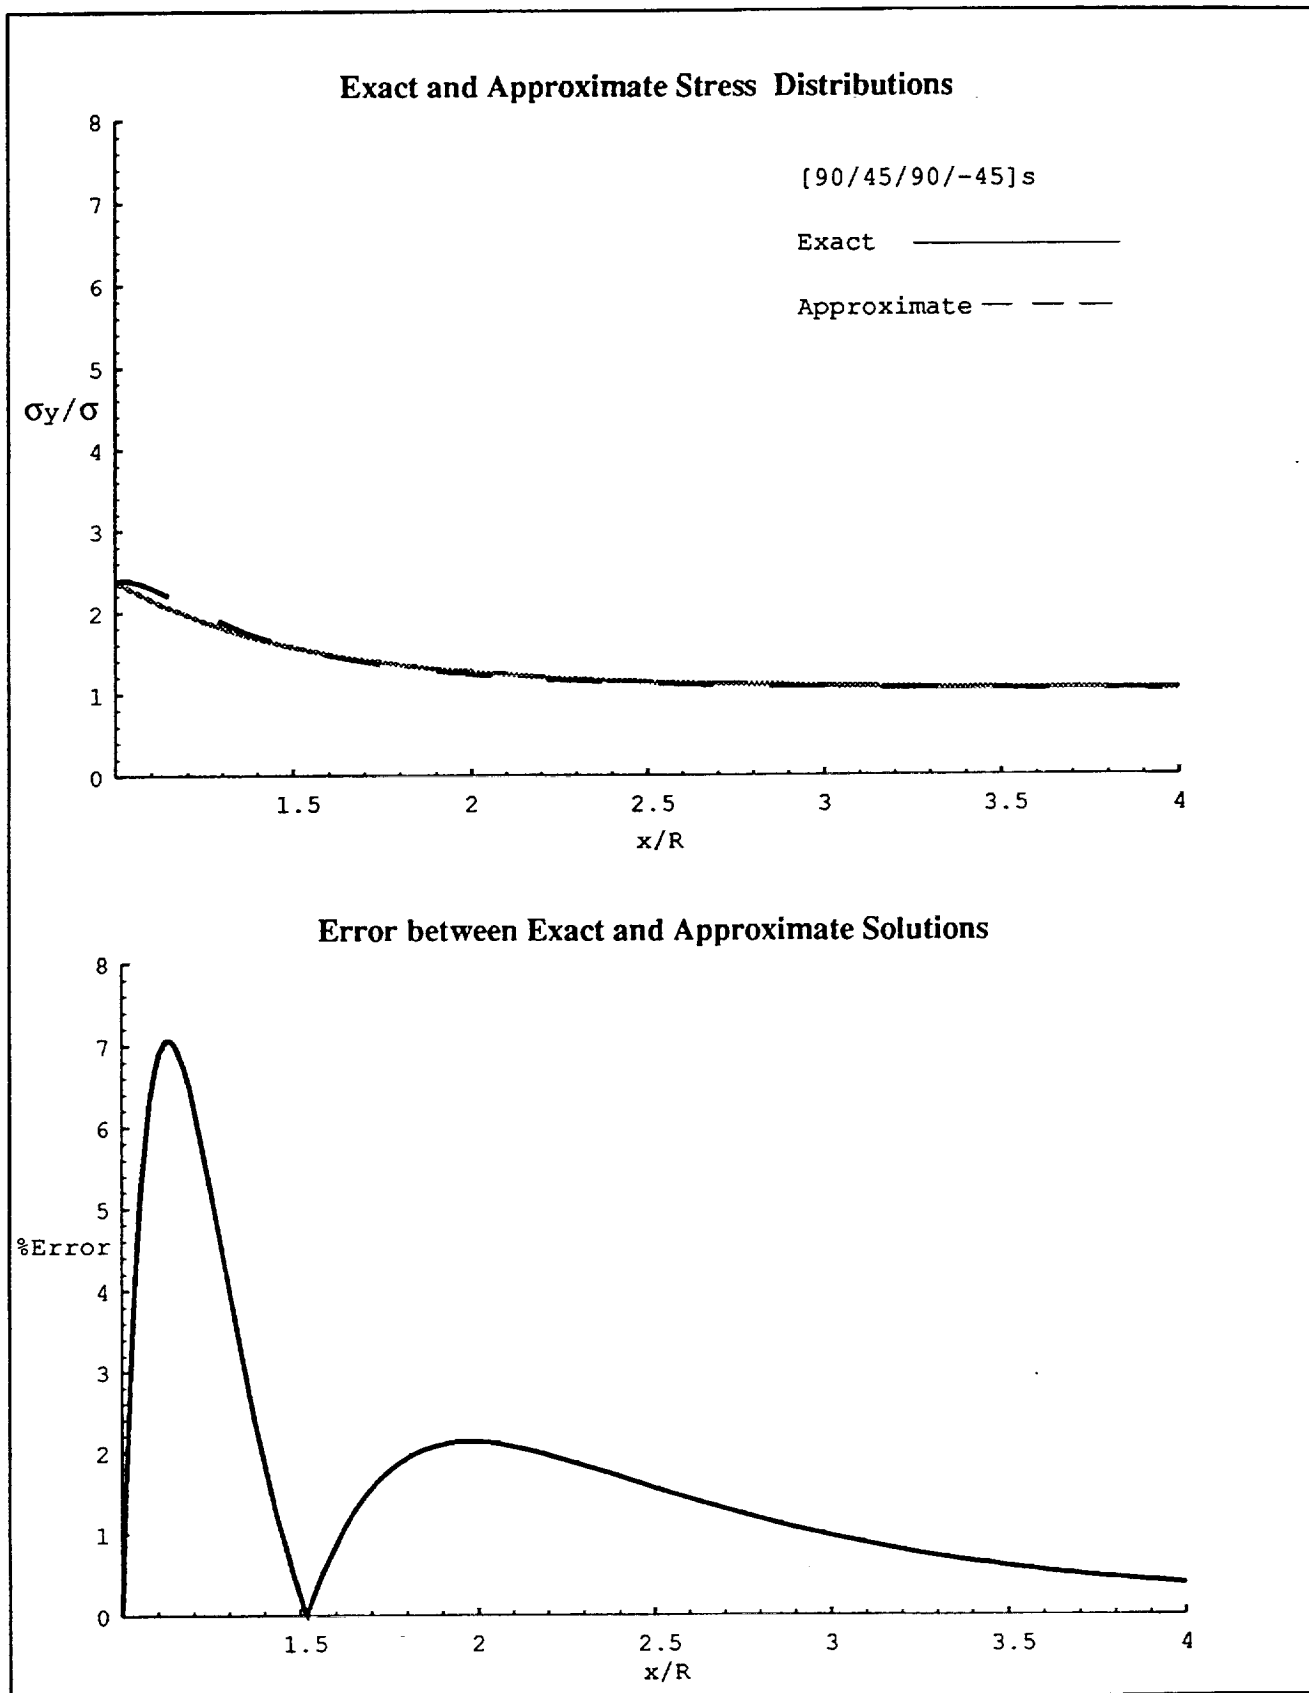 Exact and Approximate Stress Distributions
8
[90/45/90/-45]s
7
Exact
6
Approximate
5
σy/σ
4
3
2
1
0
1.5 2 2.5 3 3.5 4
x/R
Error between Exact and Approximate Solutions
8
7
6
5
%Error
4
3
2
1
0
1.5 2 2.5 3 3.5 4
x/R